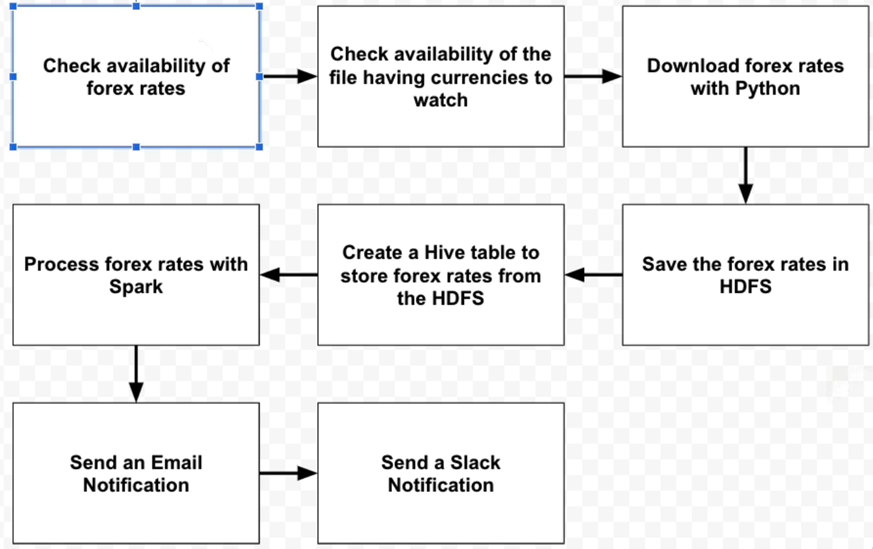 Check availability of
forex rates
Check availability of the
file having currencies to
watch
Download forex rates
with Python
Process forex rates with
Spark
Create a Hive table to
store forex rates from
the HDFS
Save the forex rates in
HDFS
Send an Email
Notification
Send a Slack
Notification